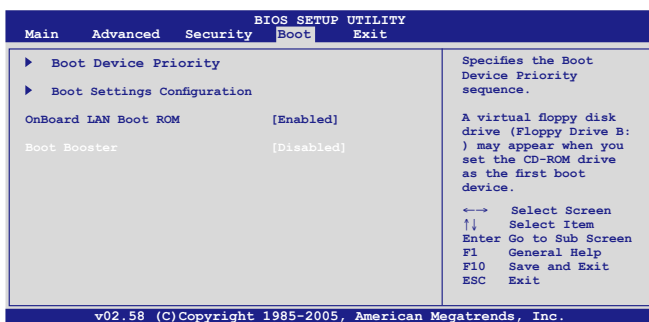 BIOS SETUP UTILITY
Main Advanced Security Boot Exit
Boot Device Priority
Boot Settings Configuration
OnBoard LAN Boot ROM [Enabled]
Boot Booster [Disabled]
Specifies the Boot
Device Priority
sequence.
A virtual floppy disk
drive (Floppy Drive B:
) may appear when you
set the CD-ROM drive
as the first boot
device.
←→ Select Screen
↑↓ Select Item
Enter Go to Sub Screen
F1 General Help
F10 Save and Exit
ESC Exit
v02.58 (C)Copyright 1985-2005, American Megatrends, Inc.